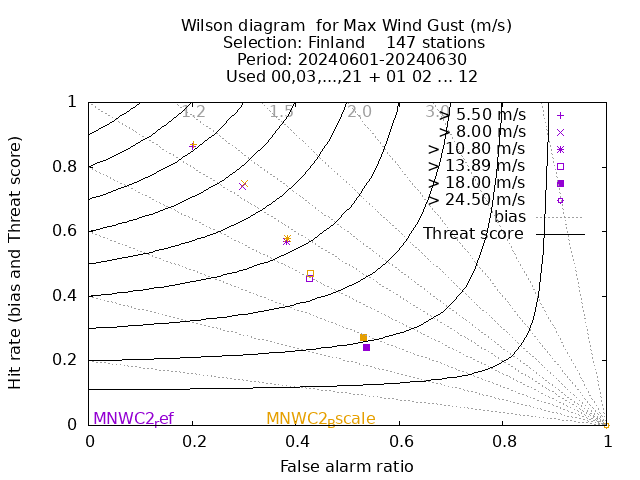 Wilson diagram  for Max Wind Gust (m/s)
Selection: Finland    147 stations
Period: 20240601-20240630
Used 00,03,...,21 + 01 02 ... 12
Hit rate (bias and Threat score)
1
0.8
0.6
0.4
0.2
0
1.2
1.5
2.0
3.0
> 5.50 m/s
> 8.00 m/s
> 10.80 m/s
> 13.89 m/s
> 18.00 m/s
> 24.50 m/s
bias
Threat score
MNWC2ref
MNWC2Bscale
0
0.2
0.4
0.6
0.8
1
False alarm ratio